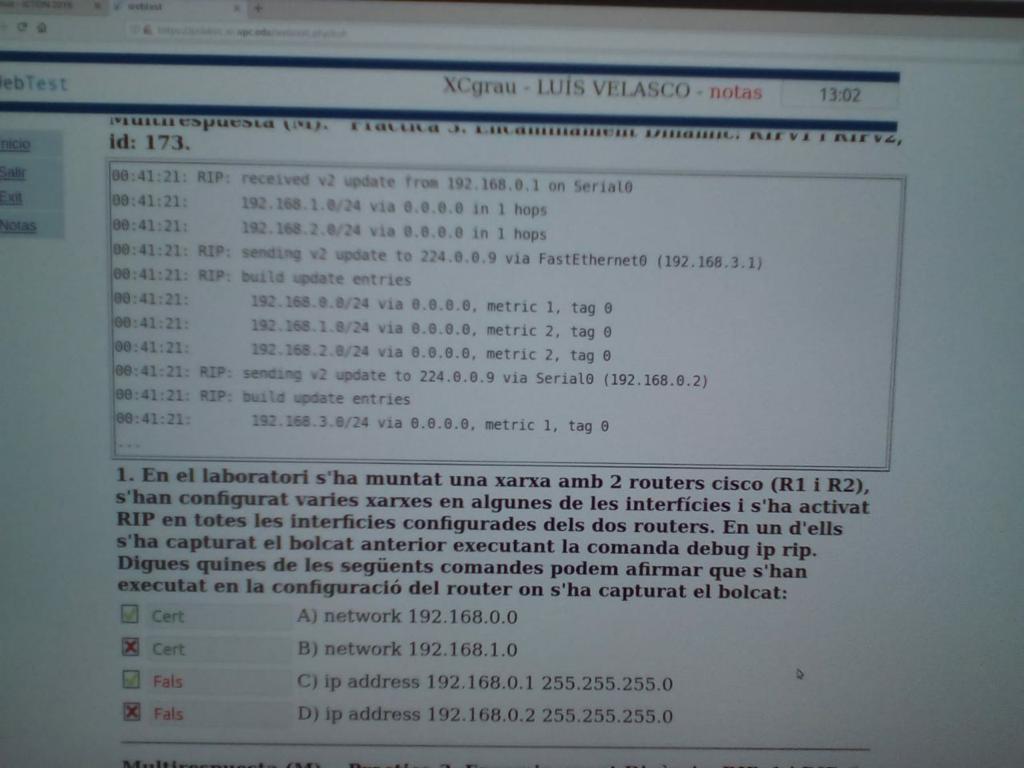 webtest
WebTest
XCgrau - LUÍS VELASCO - notas
13:02
Inicio
Salir
Exit
Notas
Multirespuesta (M). Practica 3. Encaminament Dinàmic. RIPv1 i RIPv2,
id: 173.
00:41:21: RIP: received v2 update from 192.168.0.1 on Serial0
00:41:21: 192.168.1.0/24 via 0.0.0.0 in 1 hops
00:41:21: 192.168.2.0/24 via 0.0.0.0 in 1 hops
00:41:21: RIP: sending v2 update to 224.0.0.9 via FastEthernet0 (192.168.3.1)
00:41:21: RIP: build update entries
00:41:21: 192.168.0.0/24 via 0.0.0.0, metric 1, tag 0
00:41:21: 192.168.1.0/24 via 0.0.0.0, metric 2, tag 0
00:41:21: 192.168.2.0/24 via 0.0.0.0, metric 2, tag 0
00:41:21: RIP: sending v2 update to 224.0.0.9 via Serial0 (192.168.0.2)
00:41:21: RIP: build update entries
00:41:21: 192.168.3.0/24 via 0.0.0.0, metric 1, tag 0
...
1. En el laboratori s'ha muntat una xarxa amb 2 routers cisco (R1 i R2),
s'han configurat varies xarxes en algunes de les interfícies i s'ha activat
RIP en totes les interficies configurades dels dos routers. En un d'ells
s'ha capturat el bolcat anterior executant la comanda debug ip rip.
Digues quines de les següents comandes podem afirmar que s'han
executat en la configuració del router on s'ha capturat el bolcat:
Cert A) network 192.168.0.0
Cert B) network 192.168.1.0
Fals C) ip address 192.168.0.1 255.255.255.0
Fals D) ip address 192.168.0.2 255.255.255.0